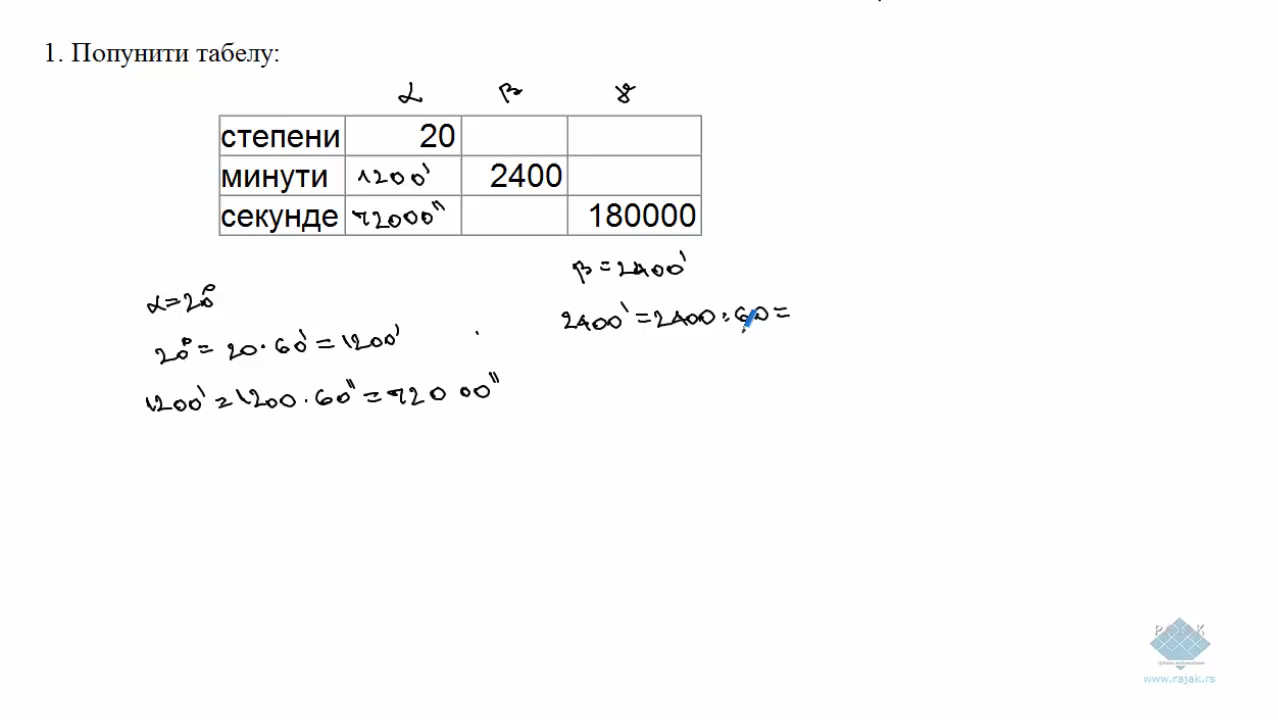 1. Попунити табелу:
α β γ
степени 20
минути 1200' 2400
секунде 72000'' 180000
β = 2400'
α = 20°
2400' = 2400 : 60 =
20° = 20 · 60' = 1200'
1200' = 1200 · 60'' = 72000''
www.rajak.rs